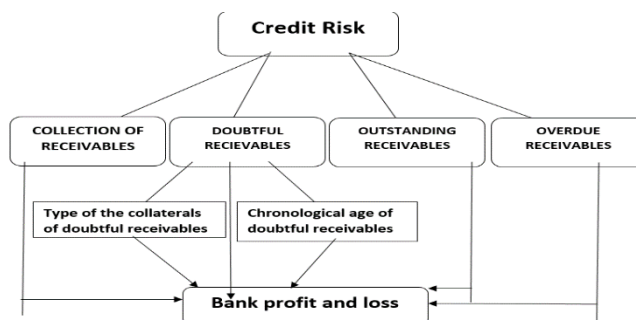 Credit Risk
COLLECTION OF
RECEIVABLES
DOUBTFUL
RECIEVABLES
OUTSTANDING
RECEIVABLES
OVERDUE
RECEIVABLES
Type of the collaterals
of doubtful receivables
Chronological age of
doubtful receivables
Bank profit and loss